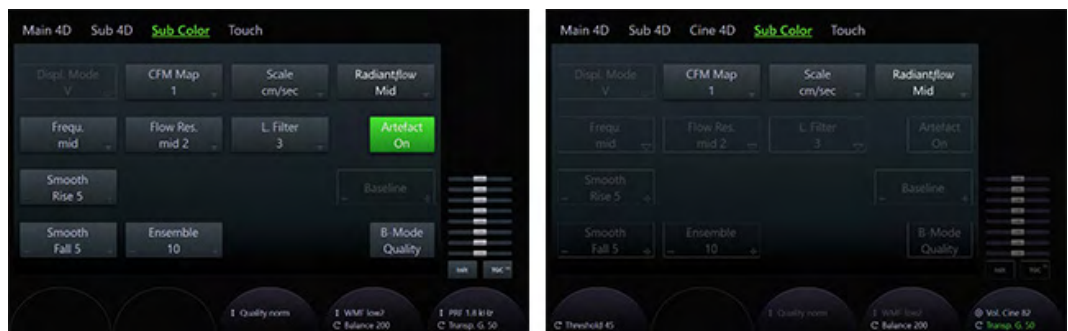 Main 4D Sub 4D Sub Color Touch
Displ. Mode
V
CFM Map
1
Scale
cm/sec
Radiantflow
Mid
Frequ.
mid
Flow Res.
mid 2
L. Filter
3
Artefact
On
Smooth
Rise 5
Baseline
Smooth
Fall 5
Ensemble
10
B-Mode
Quality
Init TGC
Quality norm
WMF low2
Balance 200
PRF 1.8 kHz
Transp. G. 50
Main 4D Sub 4D Cine 4D Sub Color Touch
Displ. Mode
V
CFM Map
1
Scale
cm/sec
Radiantflow
Mid
Frequ.
mid
Flow Res.
mid 2
L. Filter
3
Artefact
On
Smooth
Rise 5
Baseline
Smooth
Fall 5
Ensemble
10
B-Mode
Quality
Init TGC
Threshold 45
Quality norm
WMF low2
Balance 200
Vol. Cine 82
Transp. G. 50